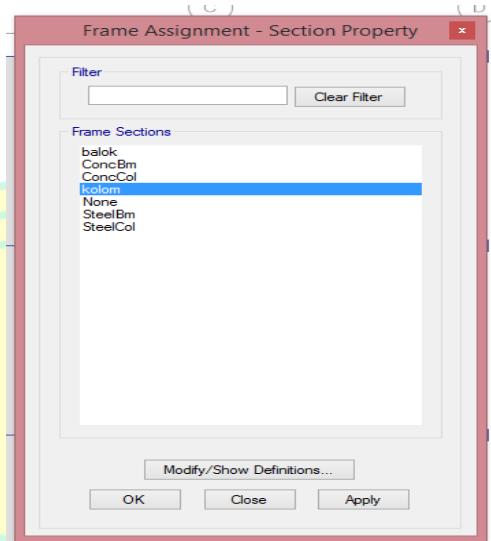 C
D
Frame Assignment - Section Property
x
Filter
Clear Filter
Frame Sections
balok
ConcBm
ConcCol
kolom
None
SteelBm
SteelCol
Modify/Show Definitions...
OK Close Apply